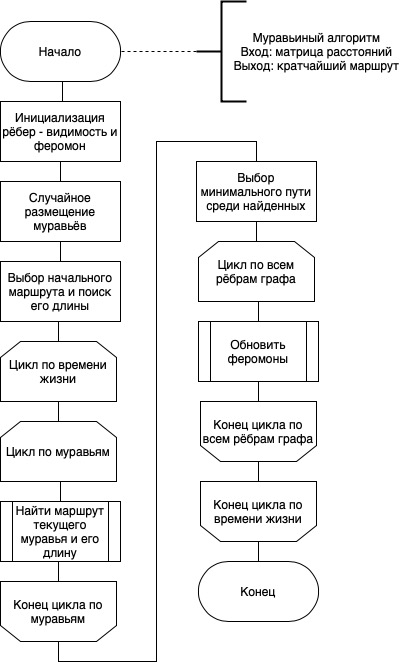 Начало
Муравьиный алгоритм
Вход: матрица расстояний
Выход: кратчайший маршрут
Инициализация
рёбер - видимость и
феромон
Случайное
размещение
муравьёв
Выбор начального
маршрута и поиск
его длины
Цикл по времени
жизни
Цикл по муравьям
Найти маршрут
текущего
муравья и его
длину
Конец цикла по
муравьям
Выбор
минимального пути
среди найденных
Цикл по всем
рёбрам графа
Обновить
феромоны
Конец цикла по
всем рёбрам графа
Конец цикла по
времени жизни
Конец